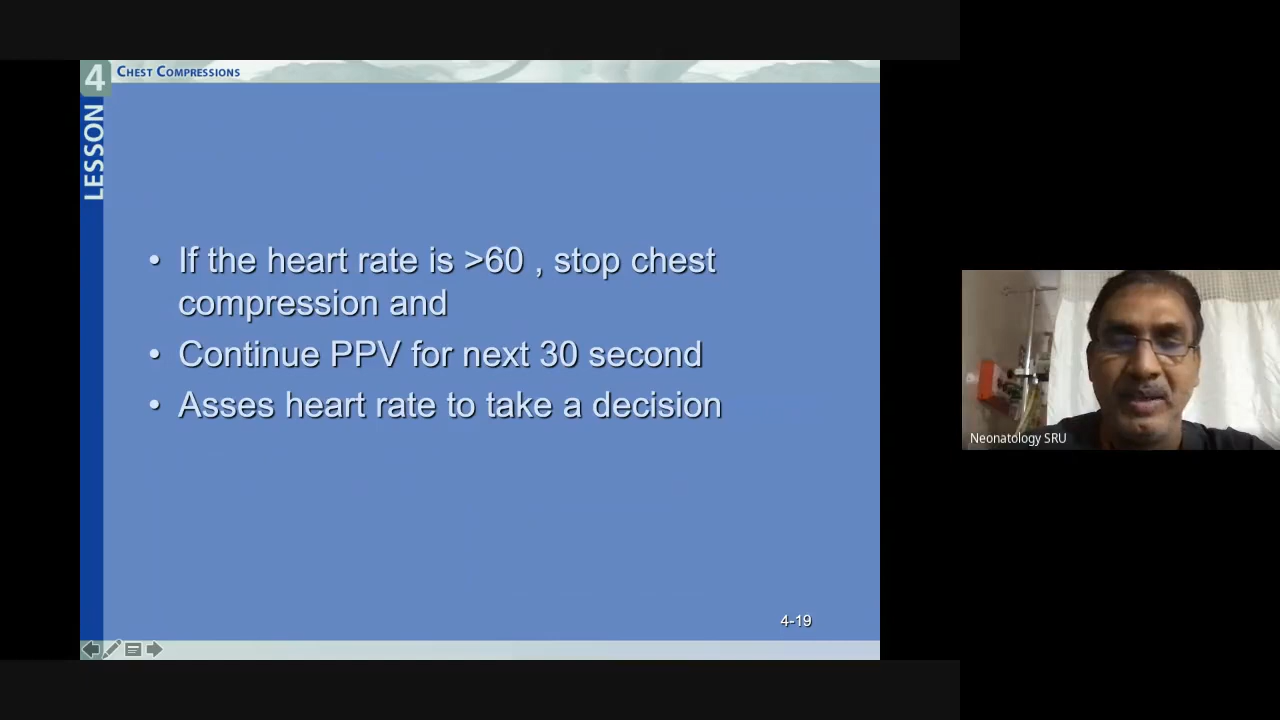 4 CHEST COMPRESSIONS
LESSON
• If the heart rate is >60 , stop chest
compression and
• Continue PPV for next 30 second
• Asses heart rate to take a decision
4-19
Neonatology SRU